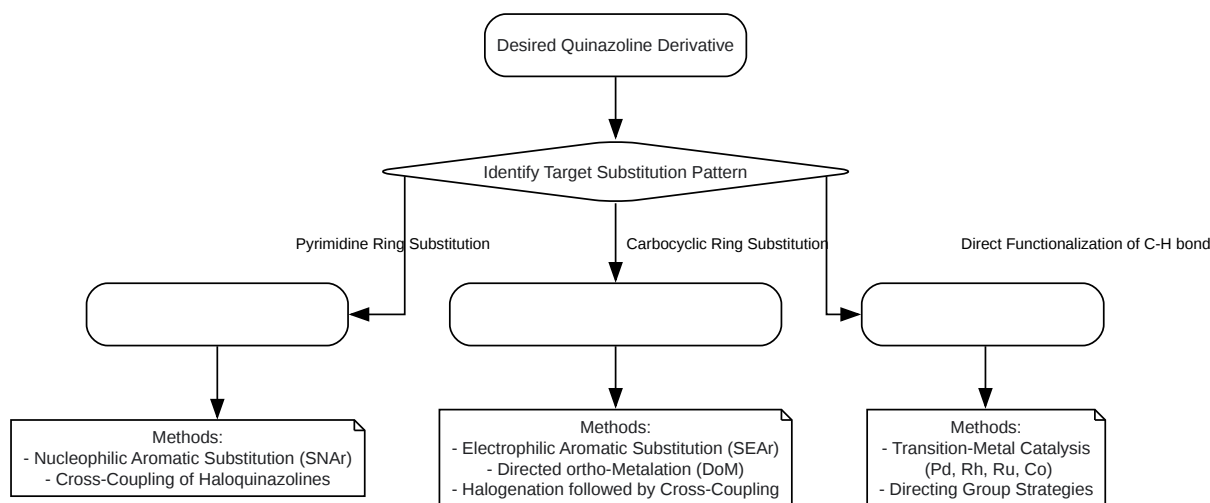 Desired Quinazoline Derivative
Identify Target Substitution Pattern
Pyrimidine Ring Substitution
Carbocyclic Ring Substitution
Direct Functionalization of C-H bond
Methods:
- Nucleophilic Aromatic Substitution (SNAr)
- Cross-Coupling of Haloquinazolines
Methods:
- Electrophilic Aromatic Substitution (SEAr)
- Directed ortho-Metalation (DoM)
- Halogenation followed by Cross-Coupling
Methods:
- Transition-Metal Catalysis
(Pd, Rh, Ru, Co)
- Directing Group Strategies